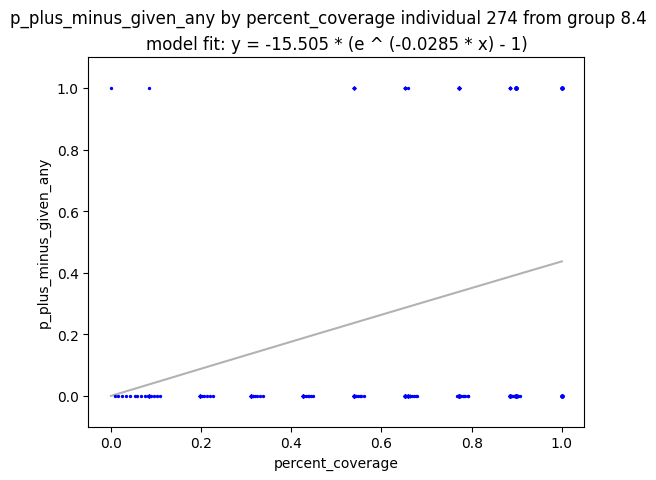 p_plus_minus_given_any by percent_coverage individual 274 from group 8.4
model fit: y = -15.505 * (e ^ (-0.0285 * x) - 1)
1.0
0.8
0.6
0.4
0.2
0.0
p_plus_minus_given_any
0.0 0.2 0.4 0.6 0.8 1.0
percent_coverage